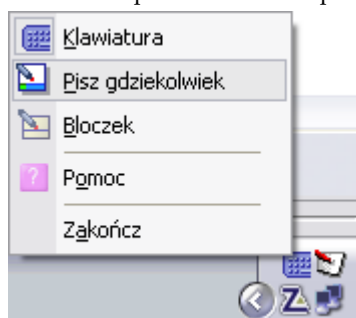 Klawiatura
Pisz gdziekolwiek
Bloczek
?
Pomoc
Zakończ
Z